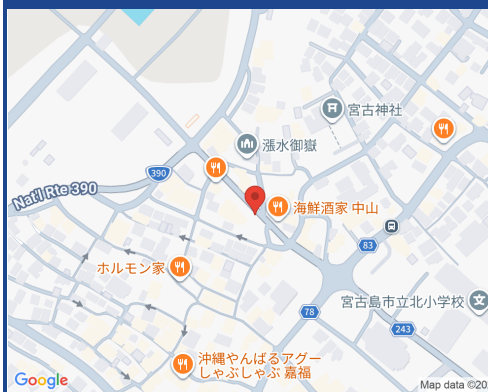 宮古神社
漲水御嶽
390
Nat'l Rte 390
海鮮酒家 中山
83
ホルモン家
宮古島市立北小学校
78
243
沖縄やんばるアグー
しゃぶしゃぶ 嘉福
Google
Map data ©20